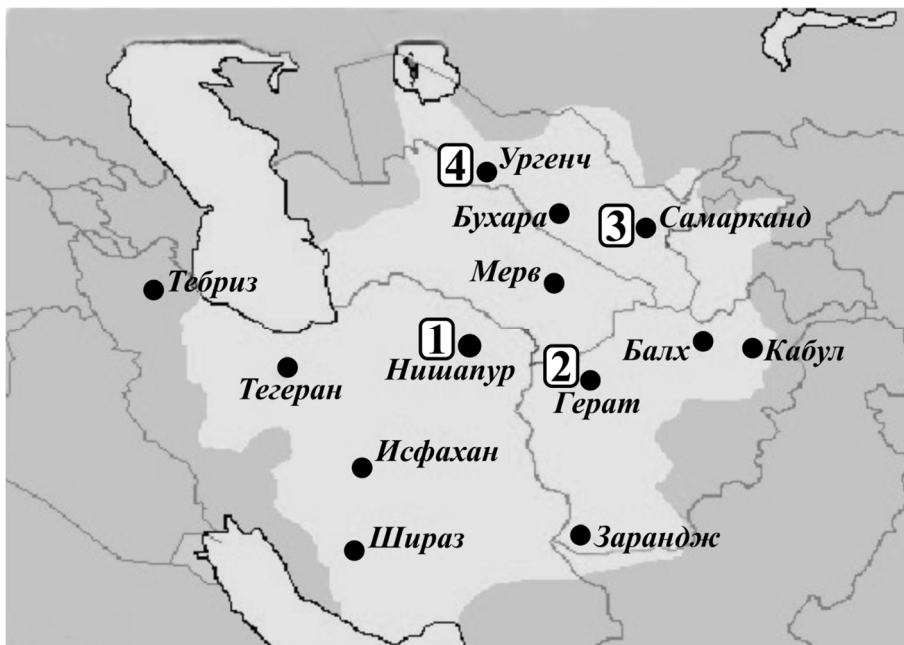 4 Ургенч
Бухара
3 Самарканд
Мерв
Тебриз
1
Нишапур
Тегеран
2
Герат
Балх
Кабул
Исфахан
Шираз
Зарандж